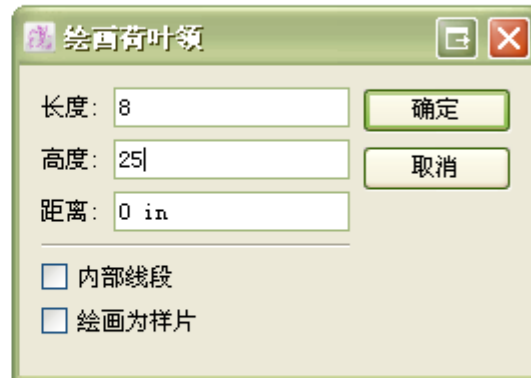 绘画荷叶领
长度: 8
确定
高度: 25
取消
距离: 0 in
内部线段
绘画为样片